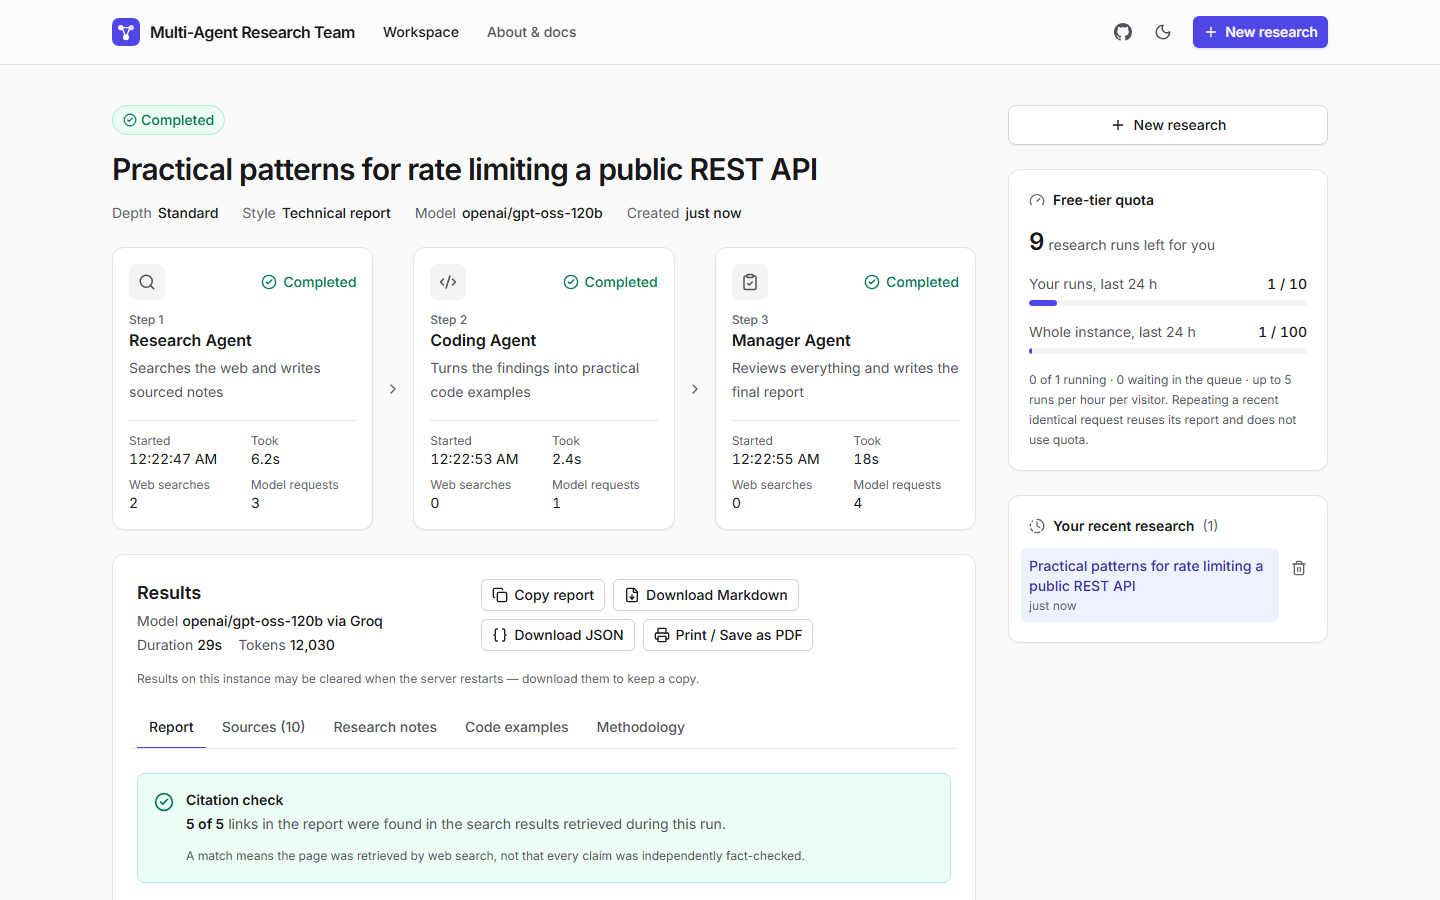 Multi-Agent Research Team
Workspace
About & docs
New research
Completed
Practical patterns for rate limiting a public REST API
Depth Standard
Style Technical report
Model openai/gpt-oss-120b
Created just now
Completed
Step 1
Research Agent
Searches the web and writes
sourced notes
Started
Took
12:22:47 AM
6.2s
Web searches
Model requests
2
3
Completed
Step 2
Coding Agent
Turns the findings into practical
code examples
Started
Took
12:22:53 AM
2.4s
Web searches
Model requests
0
1
Completed
Step 3
Manager Agent
Reviews everything and writes the
final report
Started
Took
12:22:55 AM
18s
Web searches
Model requests
0
4
Results
Model openai/gpt-oss-120b via Groq
Duration 29s Tokens 12,030
Copy report
Download Markdown
Download JSON
Print / Save as PDF
Results on this instance may be cleared when the server restarts — download them to keep a copy.
Report
Sources (10)
Research notes
Code examples
Methodology
Citation check
5 of 5 links in the report were found in the search results retrieved during this run.
A match means the page was retrieved by web search, not that every claim was independently fact-checked.
New research
Free-tier quota
9 research runs left for you
Your runs, last 24 h
1 / 10
Whole instance, last 24 h
1 / 100
0 of 1 running · 0 waiting in the queue · up to 5
runs per hour per visitor. Repeating a recent
identical request reuses its report and does not
use quota.
Your recent research (1)
Practical patterns for rate limiting a
public REST API
just now